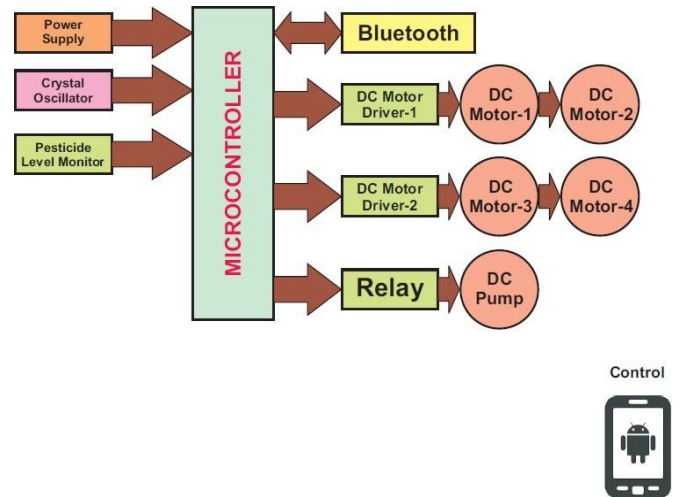 Power
Supply
Crystal
Oscillator
Pesticide
Level Monitor
MICROCONTROLLER
Bluetooth
DC Motor
Driver-1
DC
Motor-1
DC
Motor-2
DC Motor
Driver-2
DC
Motor-3
DC
Motor-4
Relay
DC
Pump
Control